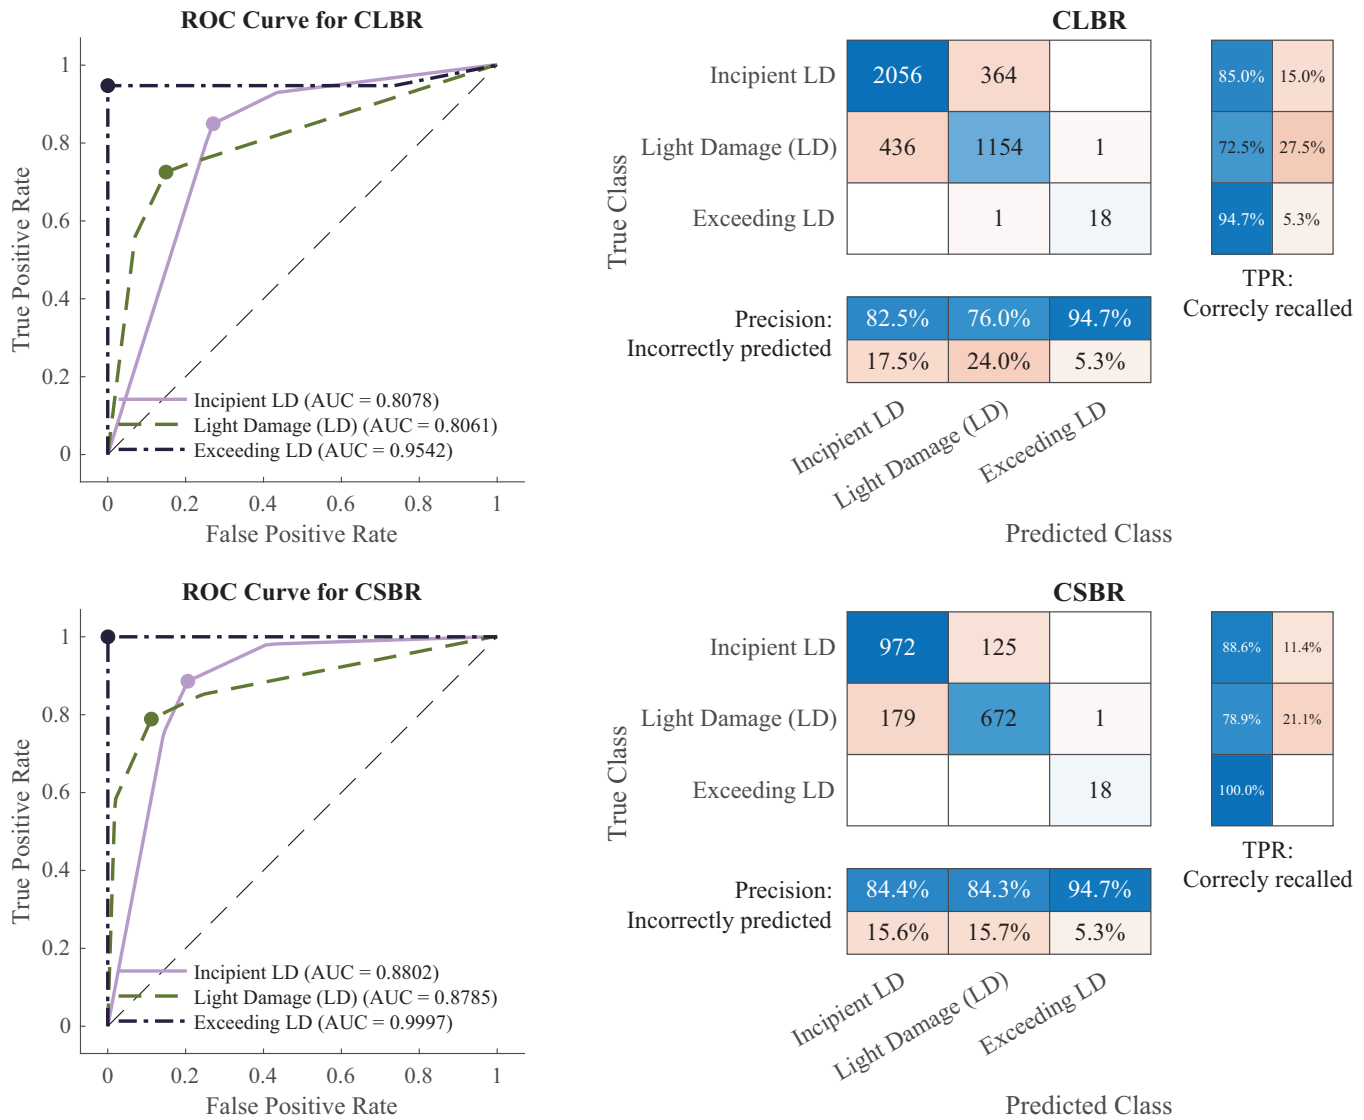 ROC Curve for CLBR
1
0.8
0.6
0.4
0.2
0
True Positive Rate
Incipient LD (AUC = 0.8078)
Light Damage (LD) (AUC = 0.8061)
Exceeding LD (AUC = 0.9542)
0 0.2 0.4 0.6 0.8 1
False Positive Rate
CLBR
True Class
Incipient LD 2056 364 85.0% 15.0%
Light Damage (LD) 436 1154 1 72.5% 27.5%
Exceeding LD 1 18 94.7% 5.3%
TPR:
Correcly recalled
Precision: 82.5% 76.0% 94.7%
Incorrectly predicted 17.5% 24.0% 5.3%
Incipient LD
Light Damage (LD)
Exceeding LD
Predicted Class
ROC Curve for CSBR
1
0.8
0.6
0.4
0.2
0
True Positive Rate
Incipient LD (AUC = 0.8802)
Light Damage (LD) (AUC = 0.8785)
Exceeding LD (AUC = 0.9997)
0 0.2 0.4 0.6 0.8 1
False Positive Rate
CSBR
True Class
Incipient LD 972 125 88.6% 11.4%
Light Damage (LD) 179 672 1 78.9% 21.1%
Exceeding LD 18 100.0%
TPR:
Correcly recalled
Precision: 84.4% 84.3% 94.7%
Incorrectly predicted 15.6% 15.7% 5.3%
Incipient LD
Light Damage (LD)
Exceeding LD
Predicted Class